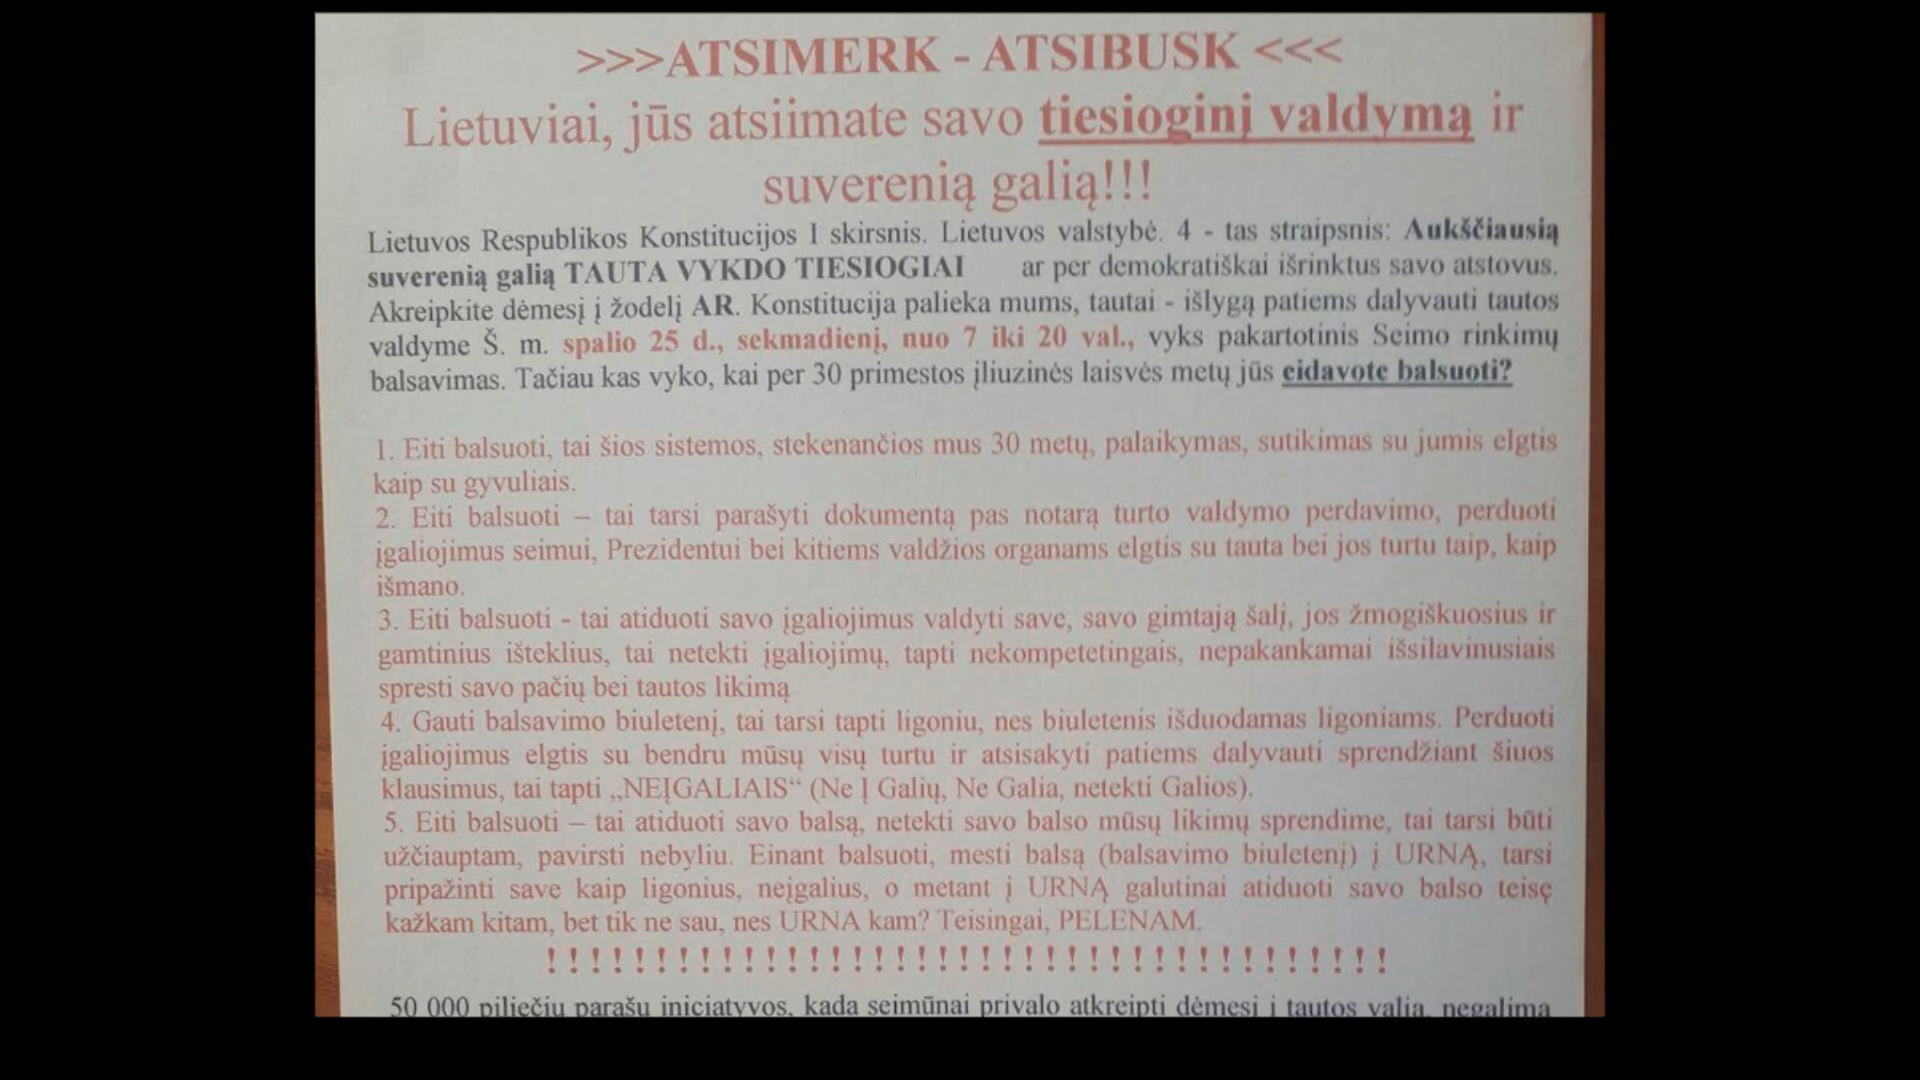 >>>ATSIMERK - ATSIBUSK <<<
Lietuviai, jūs atsiimate savo tiesioginį valdymą ir
suverenią galią!!!
Lietuvos Respublikos Konstitucijos I skirsnis. Lietuvos valstybė. 4 - tas straipsnis: Aukščiausią
suverenią galią TAUTA VYKDO TIESIOGIAI ar per demokratiškai išrinktus savo atstovus.
Akreipkite dėmesį į žodelį AR. Konstitucija palieka mums, tautai - išlygą patiems dalyvauti tautos
valdyme Š. m. spalio 25 d., sekmadienį, nuo 7 iki 20 val., vyks pakartotinis Seimo rinkimų
balsavimas. Tačiau kas vyko, kai per 30 primestos įliuzinės laisvės metų jūs eidavote balsuoti?
1. Eiti balsuoti, tai šios sistemos, stekenančios mus 30 metų, palaikymas, sutikimas su jumis elgtis
kaip su gyvuliais.
2. Eiti balsuoti – tai tarsi parašyti dokumentą pas notarą turto valdymo perdavimo, perduoti
įgaliojimus seimui, Prezidentui bei kitiems valdžios organams elgtis su tauta bei jos turtu taip, kaip
išmano.
3. Eiti balsuoti - tai atiduoti savo įgaliojimus valdyti save, savo gimtają šalį, jos žmogiškuosius ir
gamtinius išteklius, tai netekti įgaliojimų, tapti nekompetetingais, nepakankamai išsilavinusiais
spresti savo pačių bei tautos likimą
4. Gauti balsavimo biuletenį, tai tarsi tapti ligoniu, nes biuletenis išduodamas ligoniams. Perduoti
įgaliojimus elgtis su bendru mūsų visų turtu ir atsisakyti patiems dalyvauti sprendžiant šiuos
klausimus, tai tapti „NEĮGALIAIS“ (Ne Į Galių, Ne Galia, netekti Galios).
5. Eiti balsuoti – tai atiduoti savo balsą, netekti savo balso mūsų likimų sprendime, tai tarsi būti
užčiauptam, pavirsti nebyliu. Einant balsuoti, mesti balsą (balsavimo biuletenį) į URNĄ, tarsi
pripažinti save kaip ligonius, neįgalius, o metant į URNĄ galutinai atiduoti savo balso teisę
kažkam kitam, bet tik ne sau, nes URNA kam? Teisingai, PELENAM.
! ! ! ! ! ! ! ! ! ! ! ! ! ! ! ! ! ! ! ! ! ! ! ! ! ! ! ! ! ! ! ! ! ! ! ! ! ! !
50 000 piliečių parašų iniciatyvos, kada seimūnai privalo atkreipti dėmesį į tautos valią, negalima